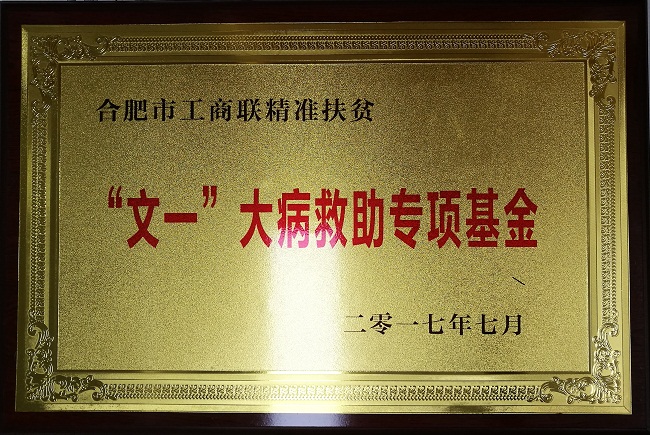 合肥市工商联精准扶贫
“文一”大病救助专项基金
二零一七年七月